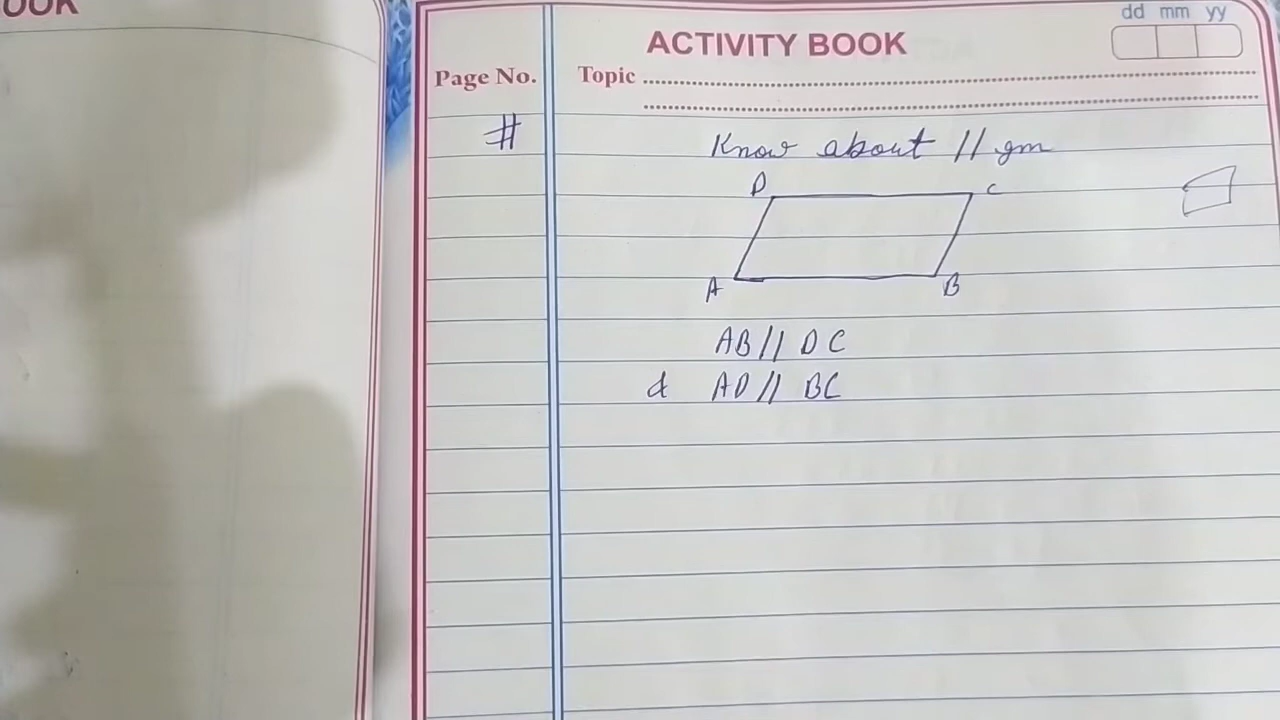 OOK
dd mm yy
ACTIVITY BOOK
Page No. Topic
# Know about // gm
D C
A B
AB // DC
& AD // BC